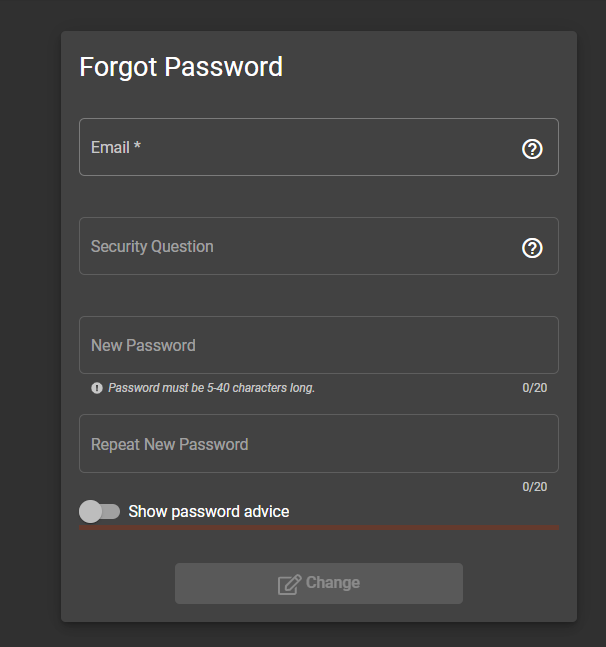 Forgot Password
Email *
Security Question
New Password
Password must be 5-40 characters long. 0/20
Repeat New Password
0/20
Show password advice
Change